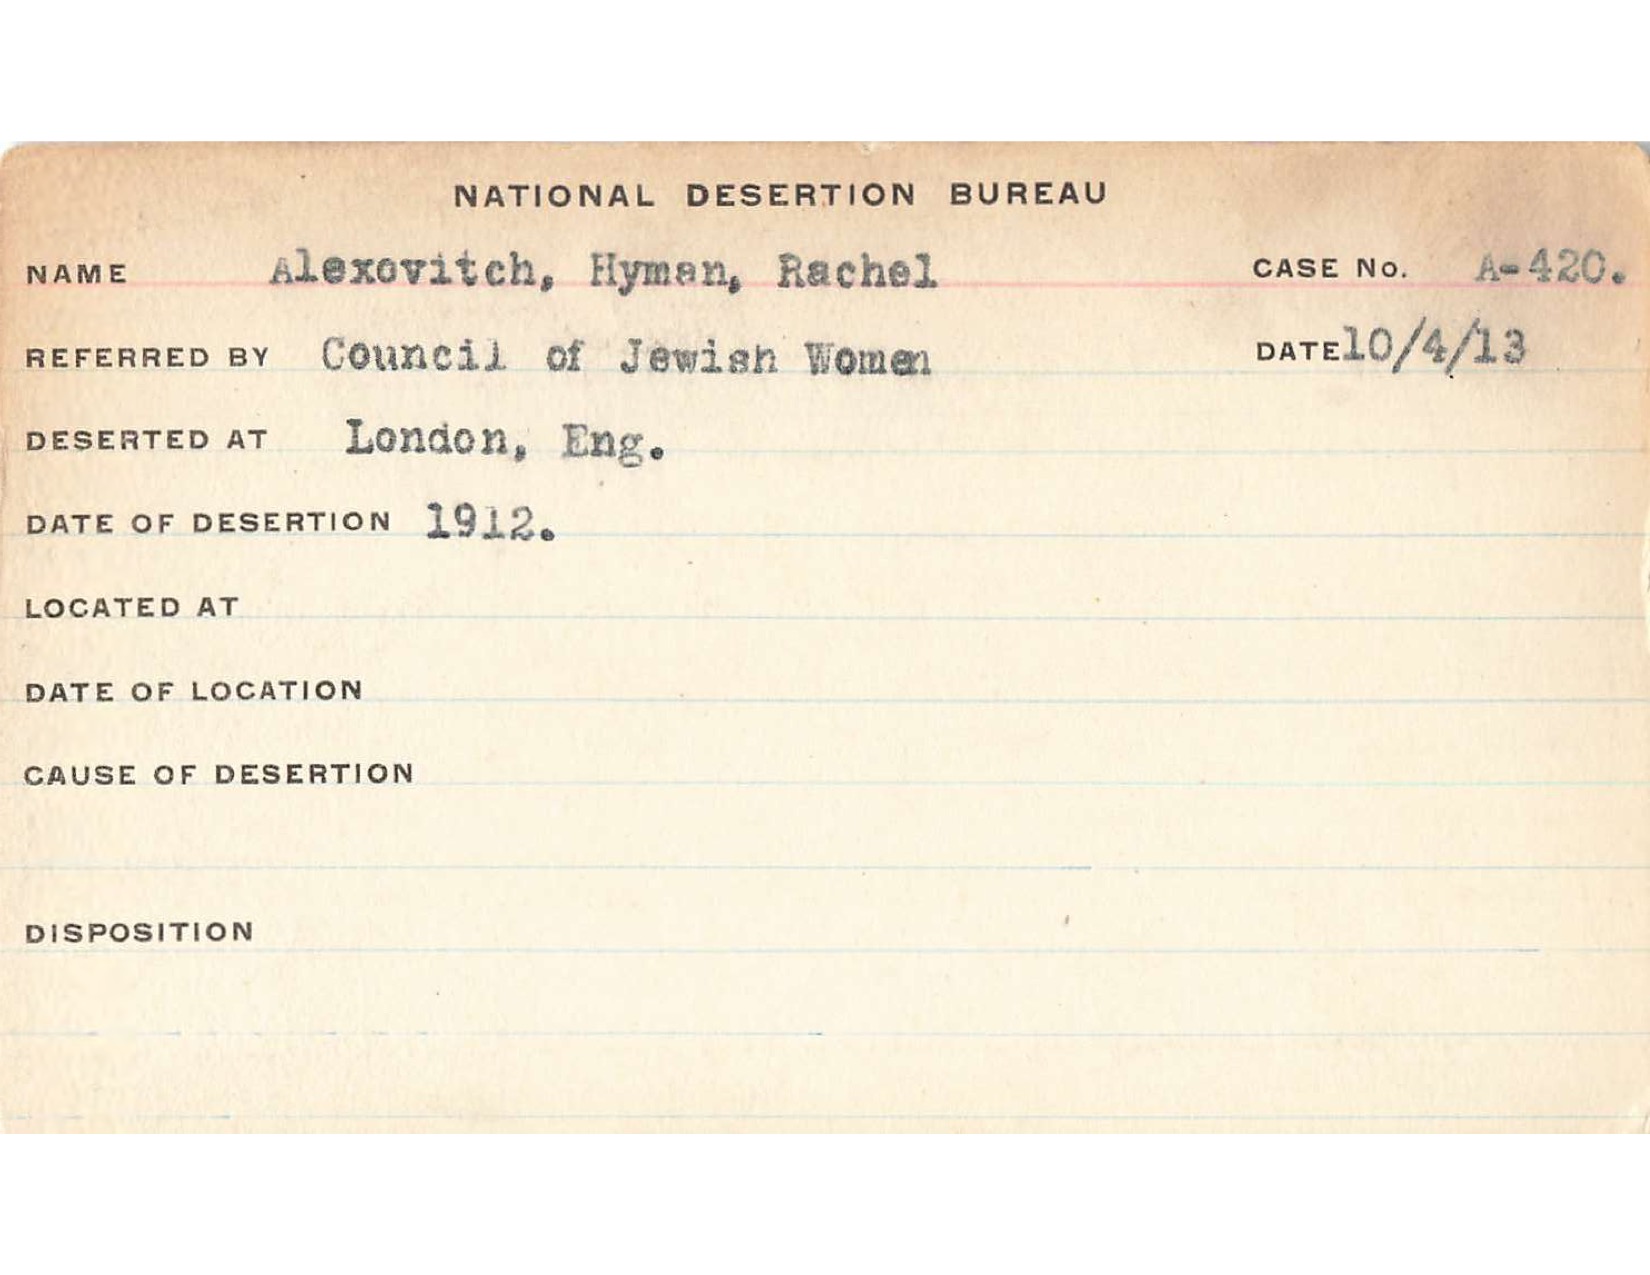 NATIONAL DESERTION BUREAU
NAME Alexovitch, Hyman, Rachel CASE No. A-420.
REFERRED BY Council of Jewish Women DATE 10/4/13
DESERTED AT London, Eng.
DATE OF DESERTION 1912.
LOCATED AT
DATE OF LOCATION
CAUSE OF DESERTION
DISPOSITION